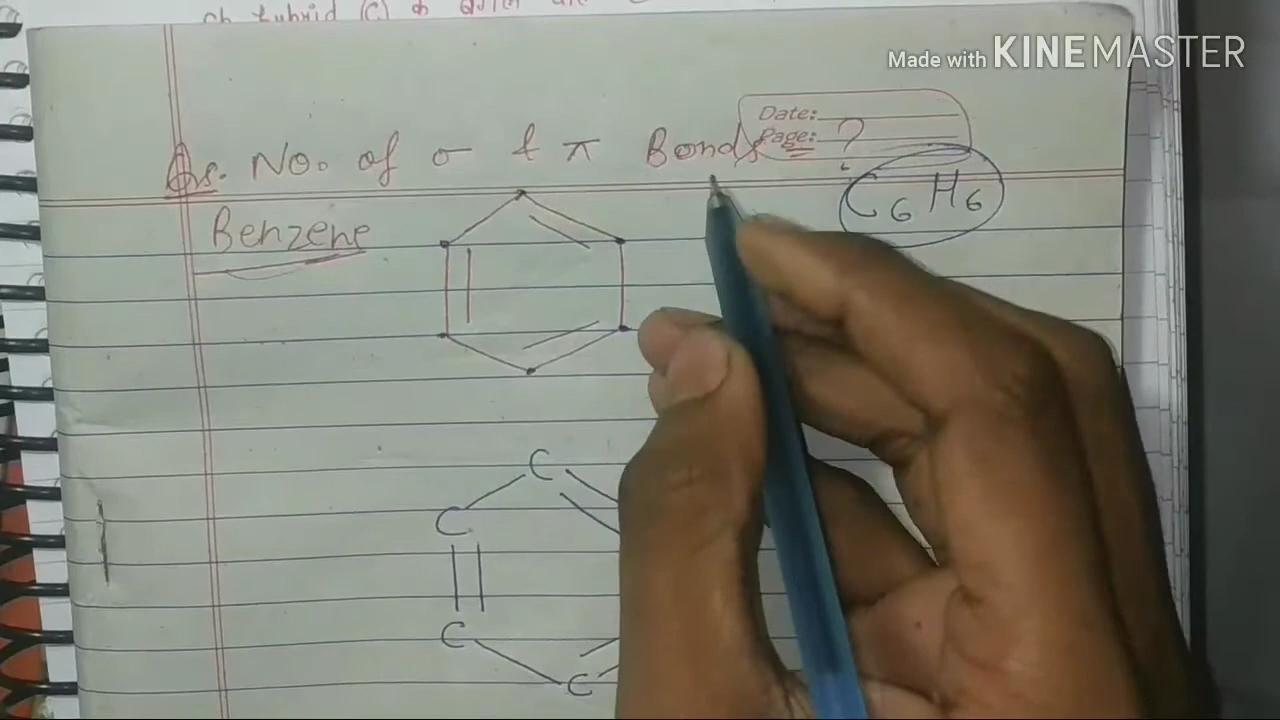 Made with KINEMASTER
Date:
Page:
Qs. No. of σ & π Bonds ?
C6H6
Benzene
C
C
C
C